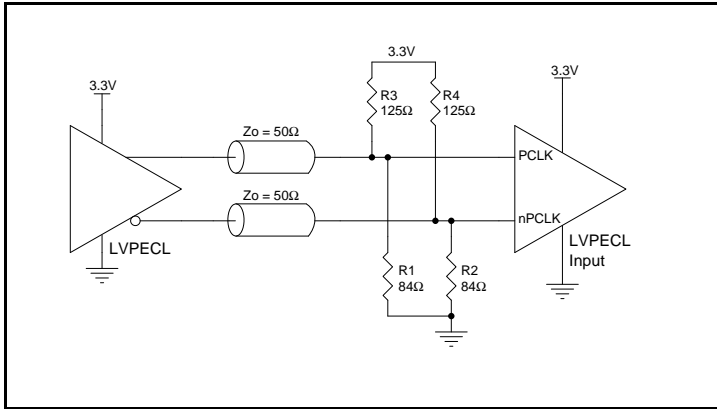 3.3V
3.3V
3.3V
R3
125Ω
R4
125Ω
Zo = 50Ω
PCLK
Zo = 50Ω
nPCLK
LVPECL
LVPECL
Input
R1
84Ω
R2
84Ω